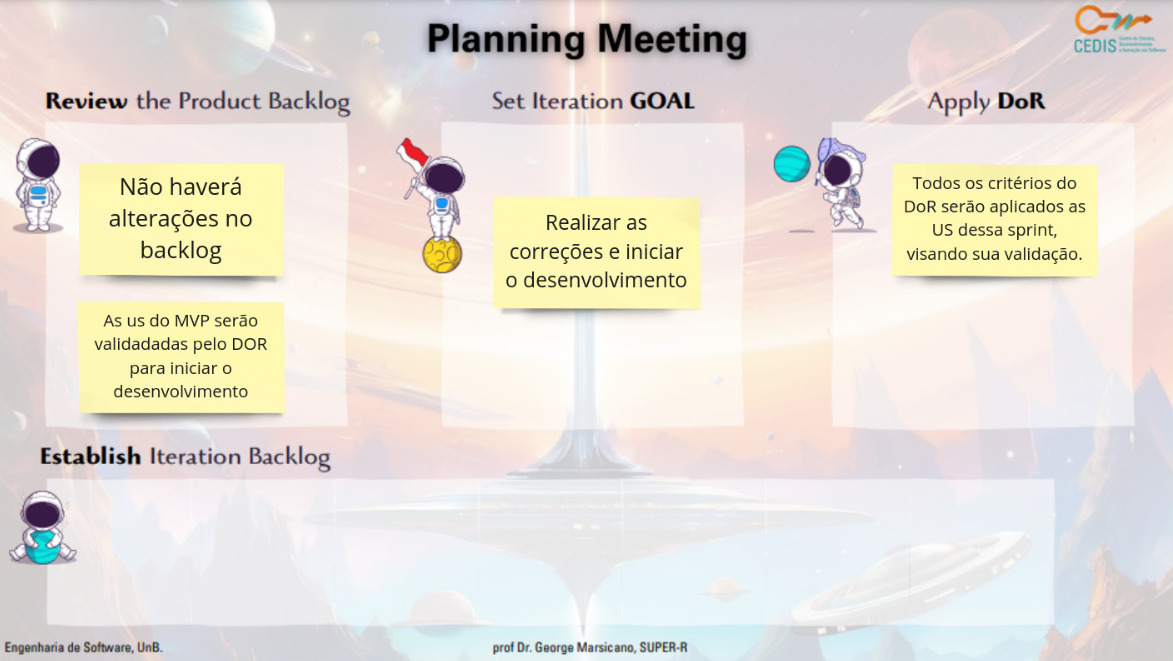 Planning Meeting
CEDIS
Review the Product Backlog
Set Iteration GOAL
Apply DoR
Não haverá
alterações no
backlog
As us do MVP serão
validadadas pelo DOR
para iniciar o
desenvolvimento
Realizar as
correções e iniciar
o desenvolvimento
Todos os critérios do
DoR serão aplicados as
US dessa sprint,
visando sua validação.
Establish Iteration Backlog
Engenharia de Software, UnB.
prof Dr. George Marsicano, SUPER-R